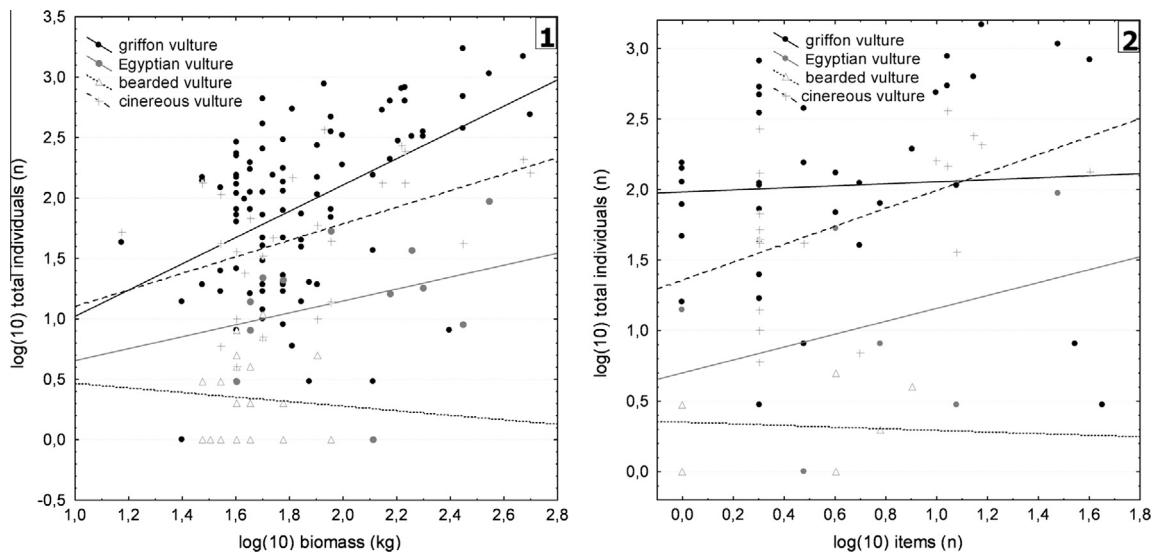 1
griffon vulture
Egyptian vulture
bearded vulture
cinereous vulture
3,5
3,0
2,5
2,0
1,5
1,0
0,5
0,0
-0,5
log(10) total individuals (n)
1,0 1,2 1,4 1,6 1,8 2,0 2,2 2,4 2,6 2,8
log(10) biomass (kg)
2
griffon vulture
Egyptian vulture
bearded vulture
cinereous vulture
3,0
2,5
2,0
1,5
1,0
0,5
0,0
log(10) total individuals (n)
0,0 0,2 0,4 0,6 0,8 1,0 1,2 1,4 1,6 1,8
log(10) items (n)